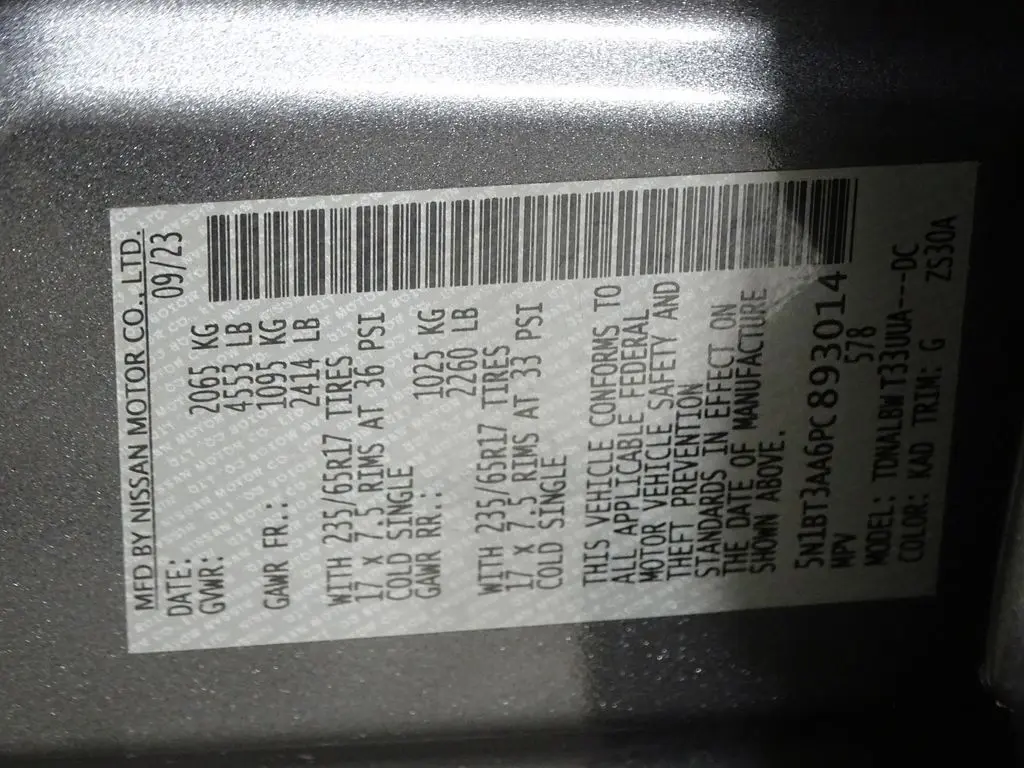 MFD BY NISSAN MOTOR CO., LTD.
DATE: 09/23
GVWR: 2065 KG
4553 LB
GAWR FR.: 1095 KG
2414 LB
WITH 235/65R17 TIRES
17 X 7.5 RIMS AT 36 PSI
COLD SINGLE
GAWR RR.: 1025 KG
2260 LB
WITH 235/65R17 TIRES
17 X 7.5 RIMS AT 33 PSI
COLD SINGLE
THIS VEHICLE CONFORMS TO
ALL APPLICABLE FEDERAL
MOTOR VEHICLE SAFETY AND
THEFT PREVENTION
STANDARDS IN EFFECT ON
THE DATE OF MANUFACTURE
SHOWN ABOVE.
5N1BT3AA6PC893014
MPV 578
MODEL: TDNALBWT33UUA---DC
COLOR: KAD TRIM: G ZS30A